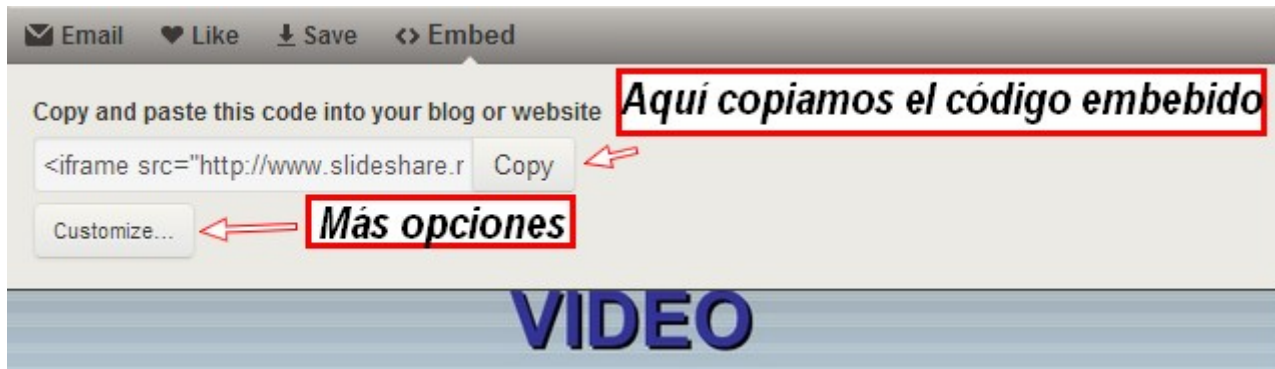 Email Like Save Embed
Copy and paste this code into your blog or website
Aquí copiamos el código embebido
<iframe src="http://www.slideshare.r Copy
Customize...
Más opciones
VIDEO